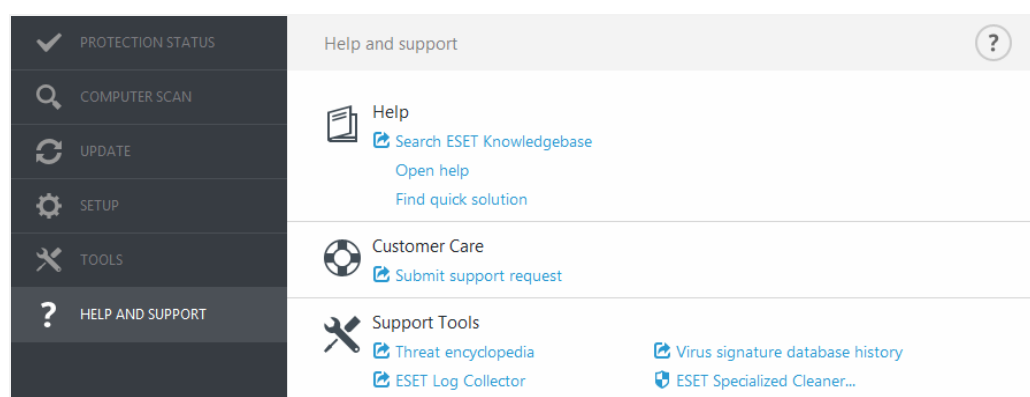 PROTECTION STATUS
COMPUTER SCAN
UPDATE
SETUP
TOOLS
? HELP AND SUPPORT
Help and support ?
Help
Search ESET Knowledgebase
Open help
Find quick solution
Customer Care
Submit support request
Support Tools
Threat encyclopedia Virus signature database history
ESET Log Collector ESET Specialized Cleaner...